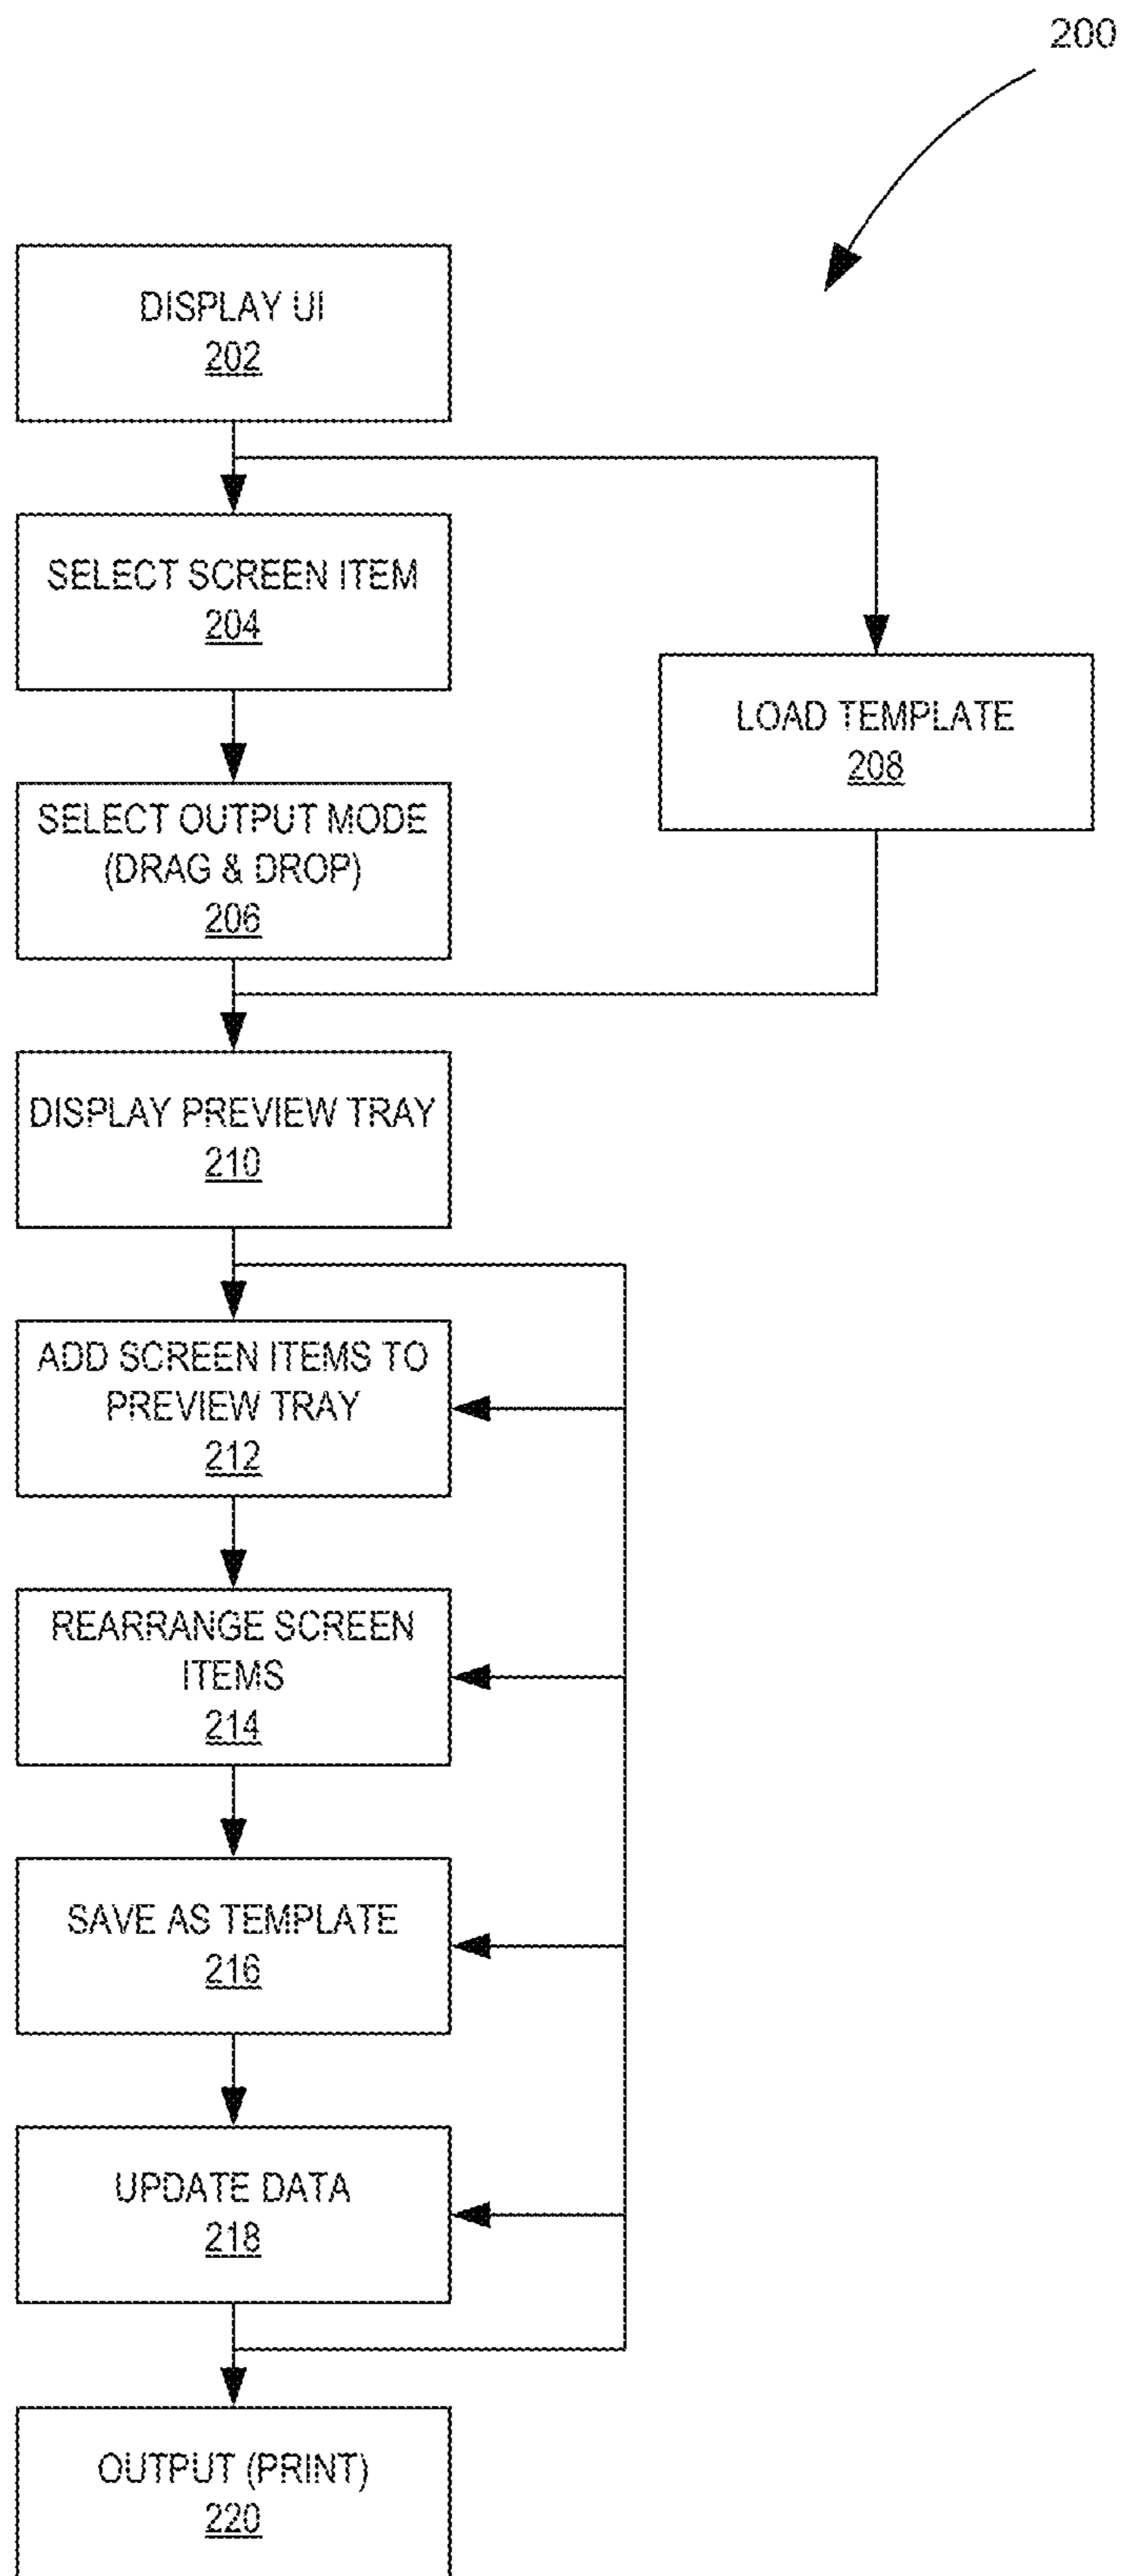 200
DISPLAY UI
202
SELECT SCREEN ITEM
204
LOAD TEMPLATE
208
SELECT OUTPUT MODE
(DRAG & DROP)
206
DISPLAY PREVIEW TRAY
210
ADD SCREEN ITEMS TO
PREVIEW TRAY
212
REARRANGE SCREEN
ITEMS
214
SAVE AS TEMPLATE
216
UPDATE DATA
218
OUTPUT (PRINT)
220